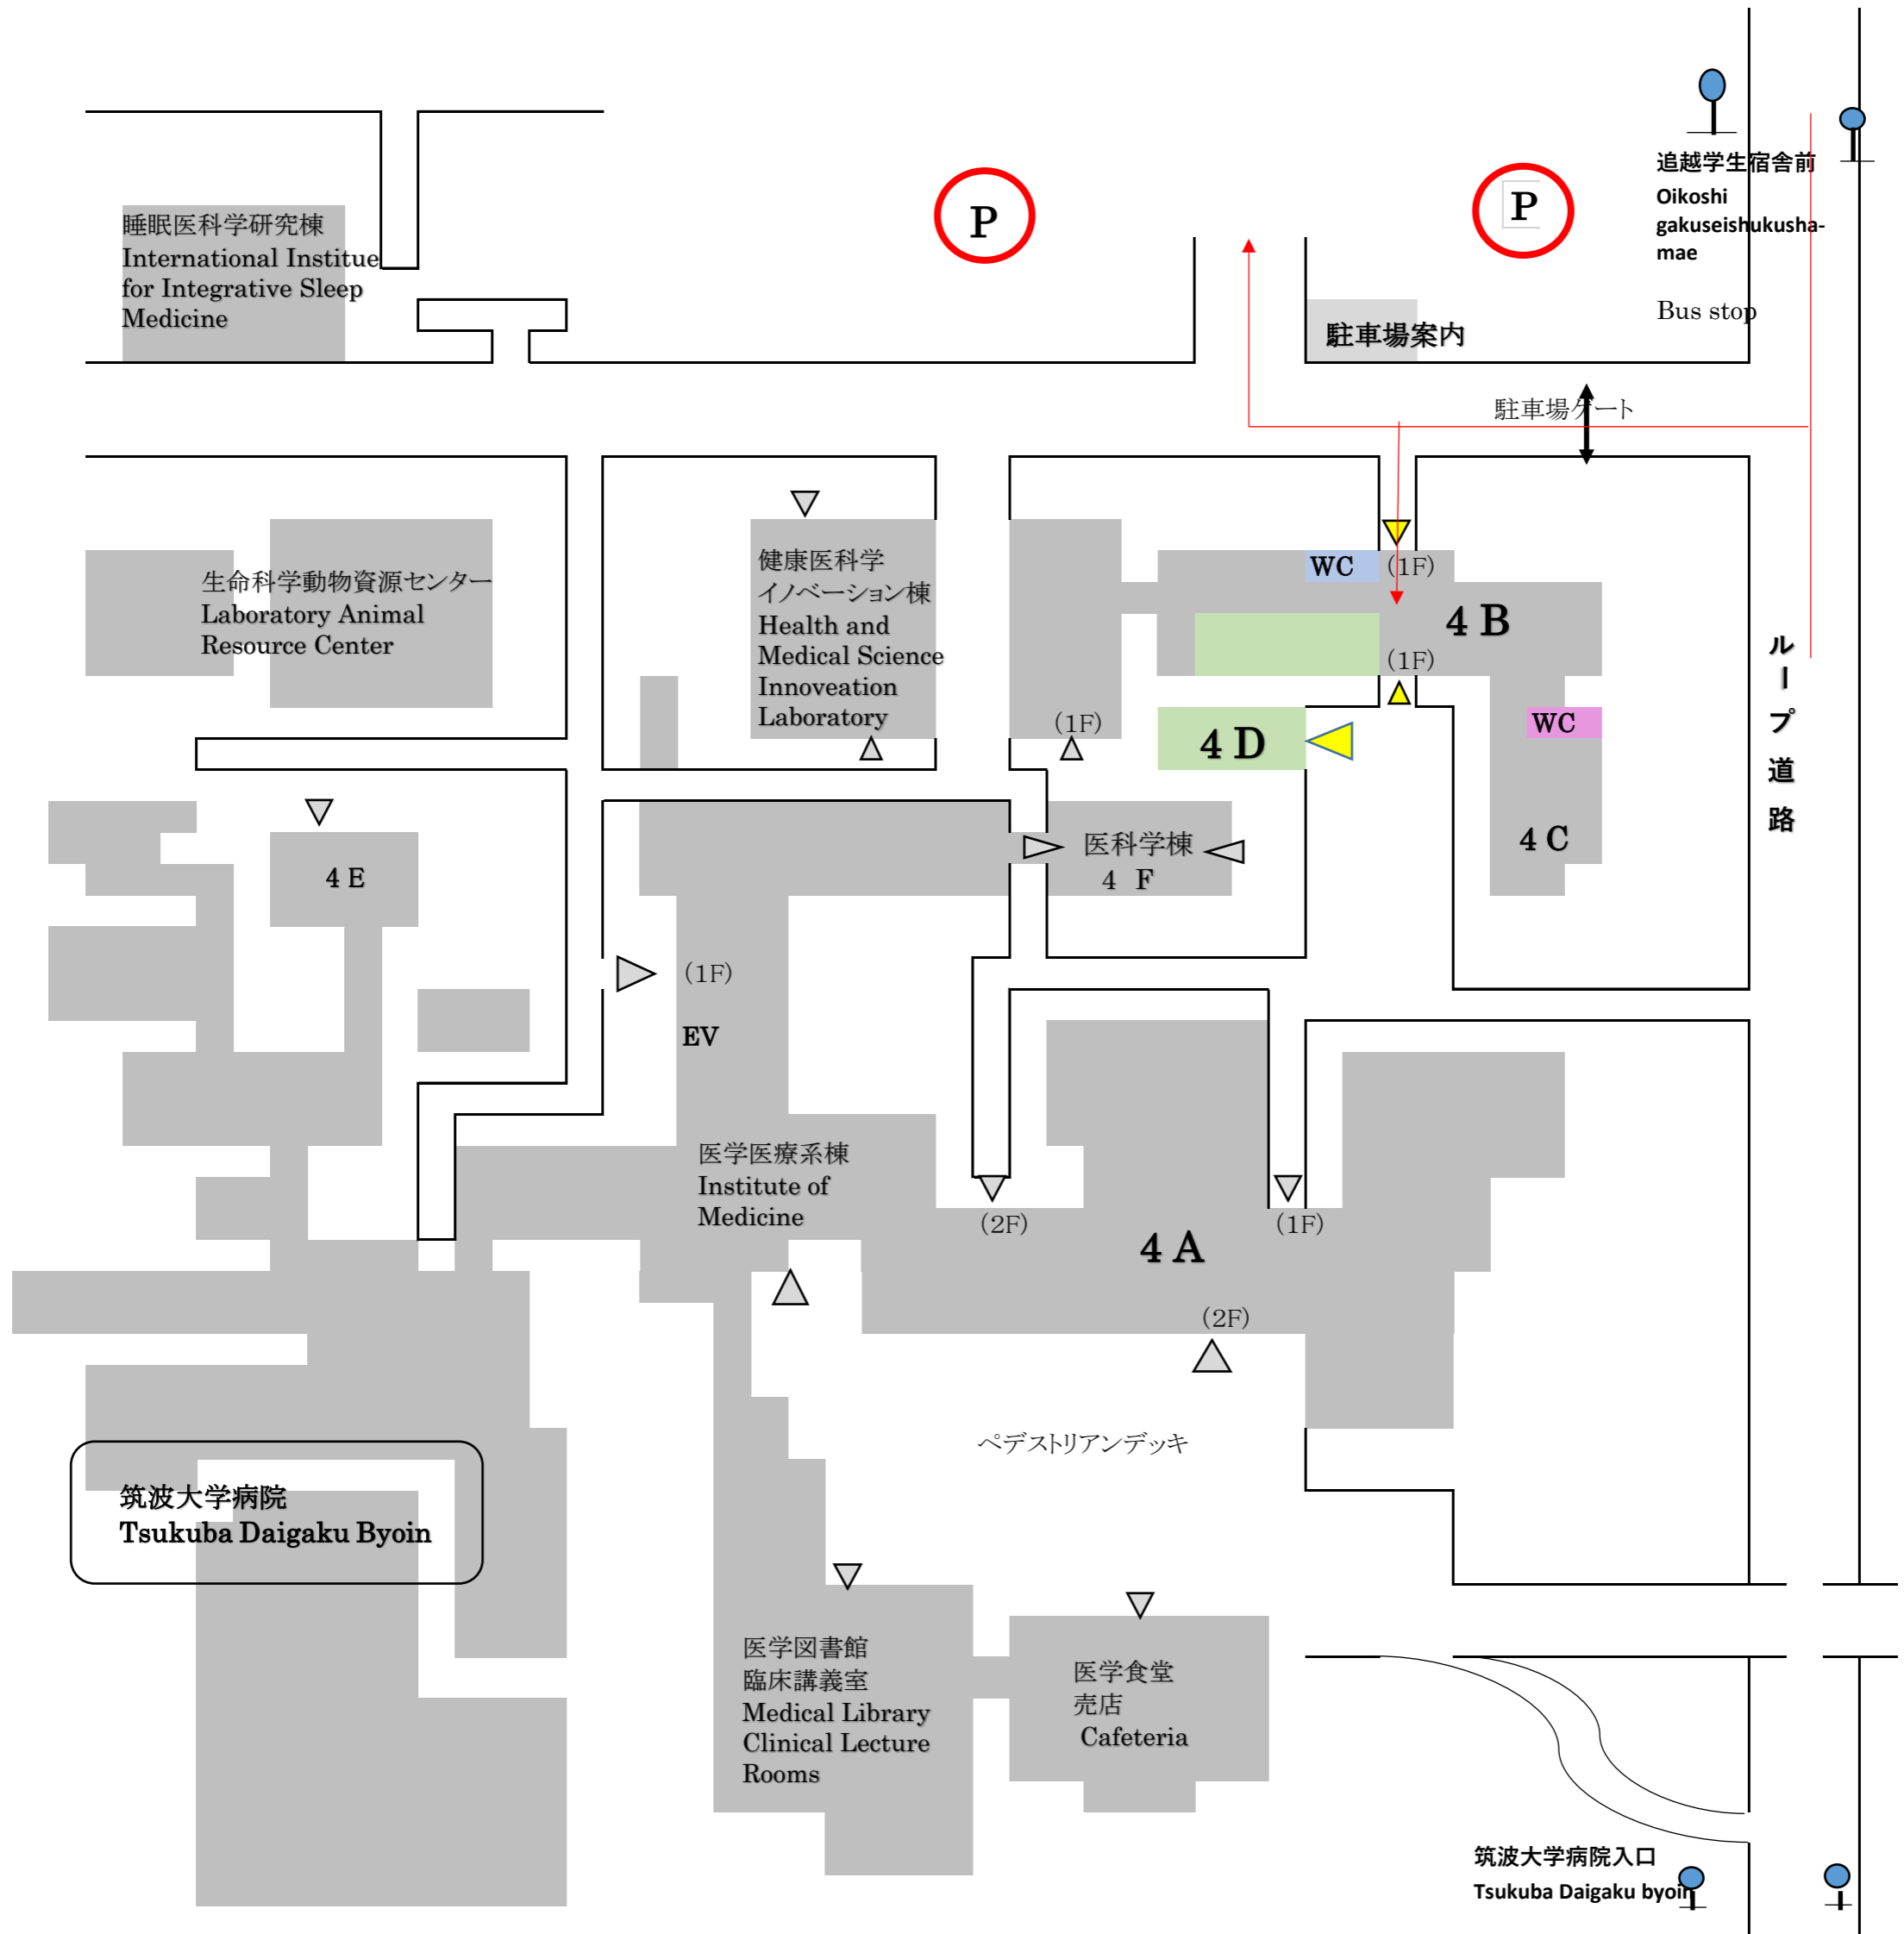 追越学生宿舎前
Oikoshi
gakuseishukusha-
mae
Bus stop
P
P
睡眠医科学研究棟
International Institue
for Integrative Sleep
Medicine
駐車場案内
駐車場ゲート
生命科学動物資源センター
Laboratory Animal
Resource Center
健康医科学
イノベーション棟
Health and
Medical Science
Innoveation
Laboratory
(1F)
WC
(1F)
4 B
(1F)
4 D
WC
4 C
ループ道路
4 E
医科学棟
4 F
(1F)
EV
医学医療系棟
Institute of
Medicine
(2F)
(1F)
4 A
(2F)
ペデストリアンデッキ
筑波大学病院
Tsukuba Daigaku Byoin
医学図書館
臨床講義室
Medical Library
Clinical Lecture
Rooms
医学食堂
売店
Cafeteria
筑波大学病院入口
Tsukuba Daigaku byoin